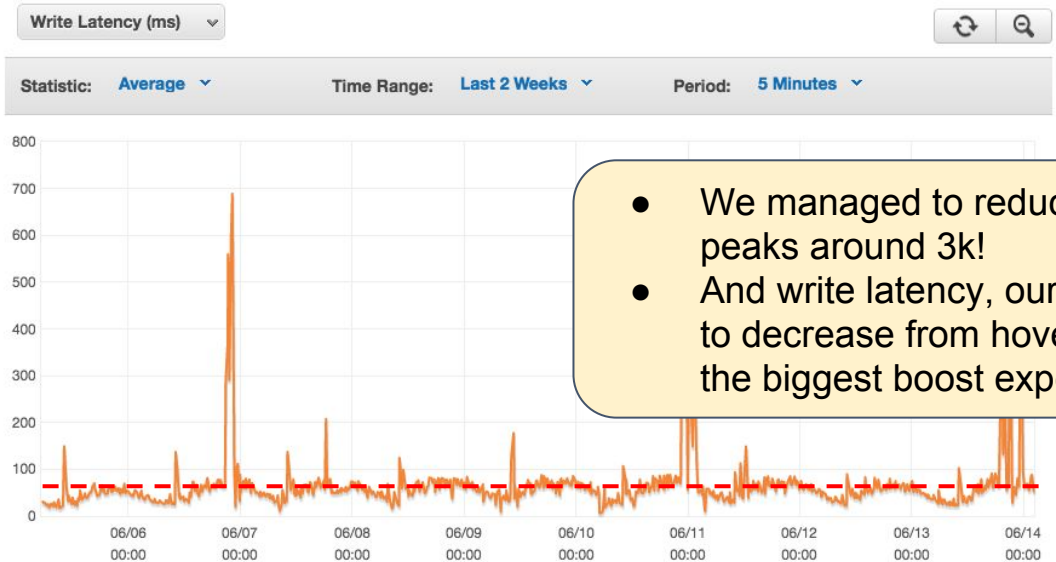 Write Latency (ms)
Statistic: Average Time Range: Last 2 Weeks Period: 5 Minutes
800
700
600
500
400
300
200
100
0
● We managed to
peaks around 3k!
● And write latency, our
to decrease from
the biggest boost
06/06 06/07 06/08 06/09 06/10 06/11 06/12 06/13 06/14
00:00 00:00 00:00 00:00 00:00 00:00 00:00 00:00 00:00